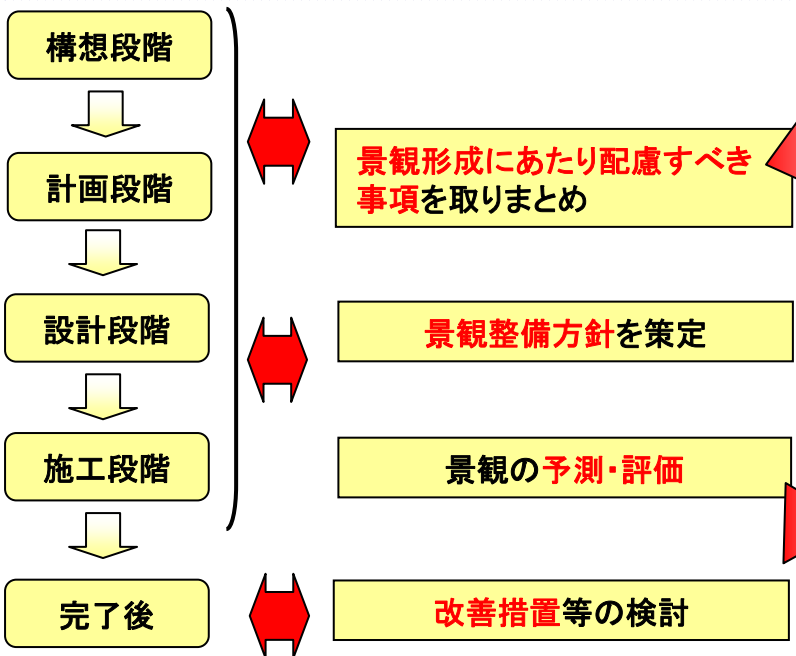 構想段階
計画段階
設計段階
施工段階
完了後
景観形成にあたり配慮すべき
事項を取りまとめ
景観整備方針を策定
景観の予測・評価
改善措置等の検討